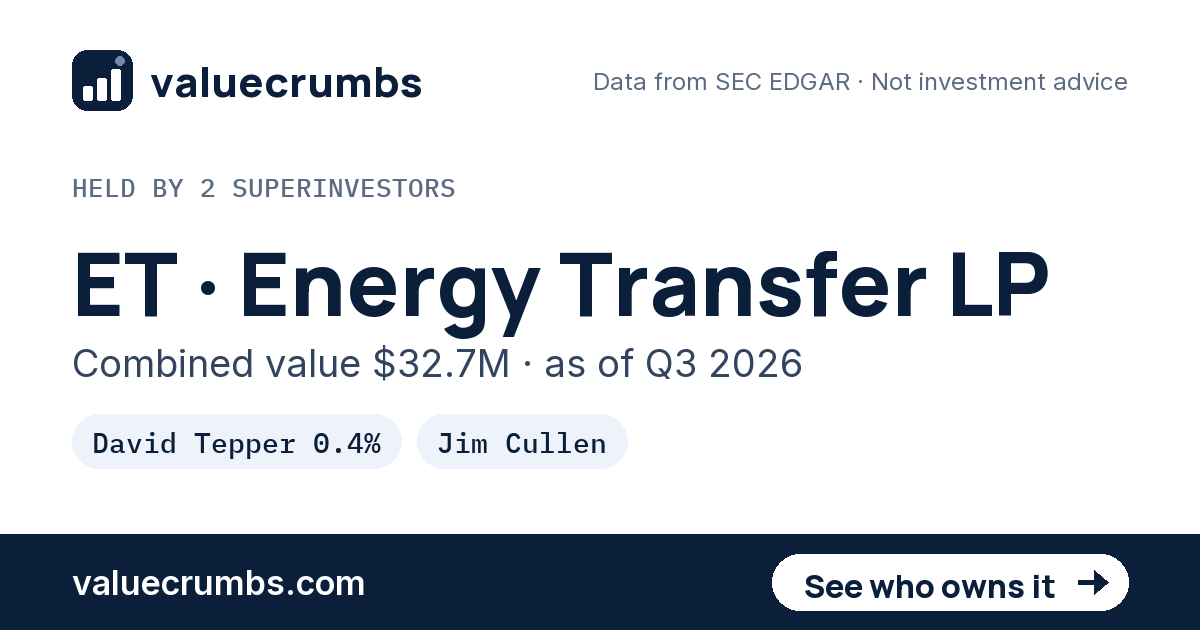 valuecrumbs
Data from SEC EDGAR · Not investment advice
HELD BY 2 SUPERINVESTORS
ET · Energy Transfer LP
Combined value $32.7M · as of Q3 2026
David Tepper 0.4%
Jim Cullen
valuecrumbs.com
See who owns it →